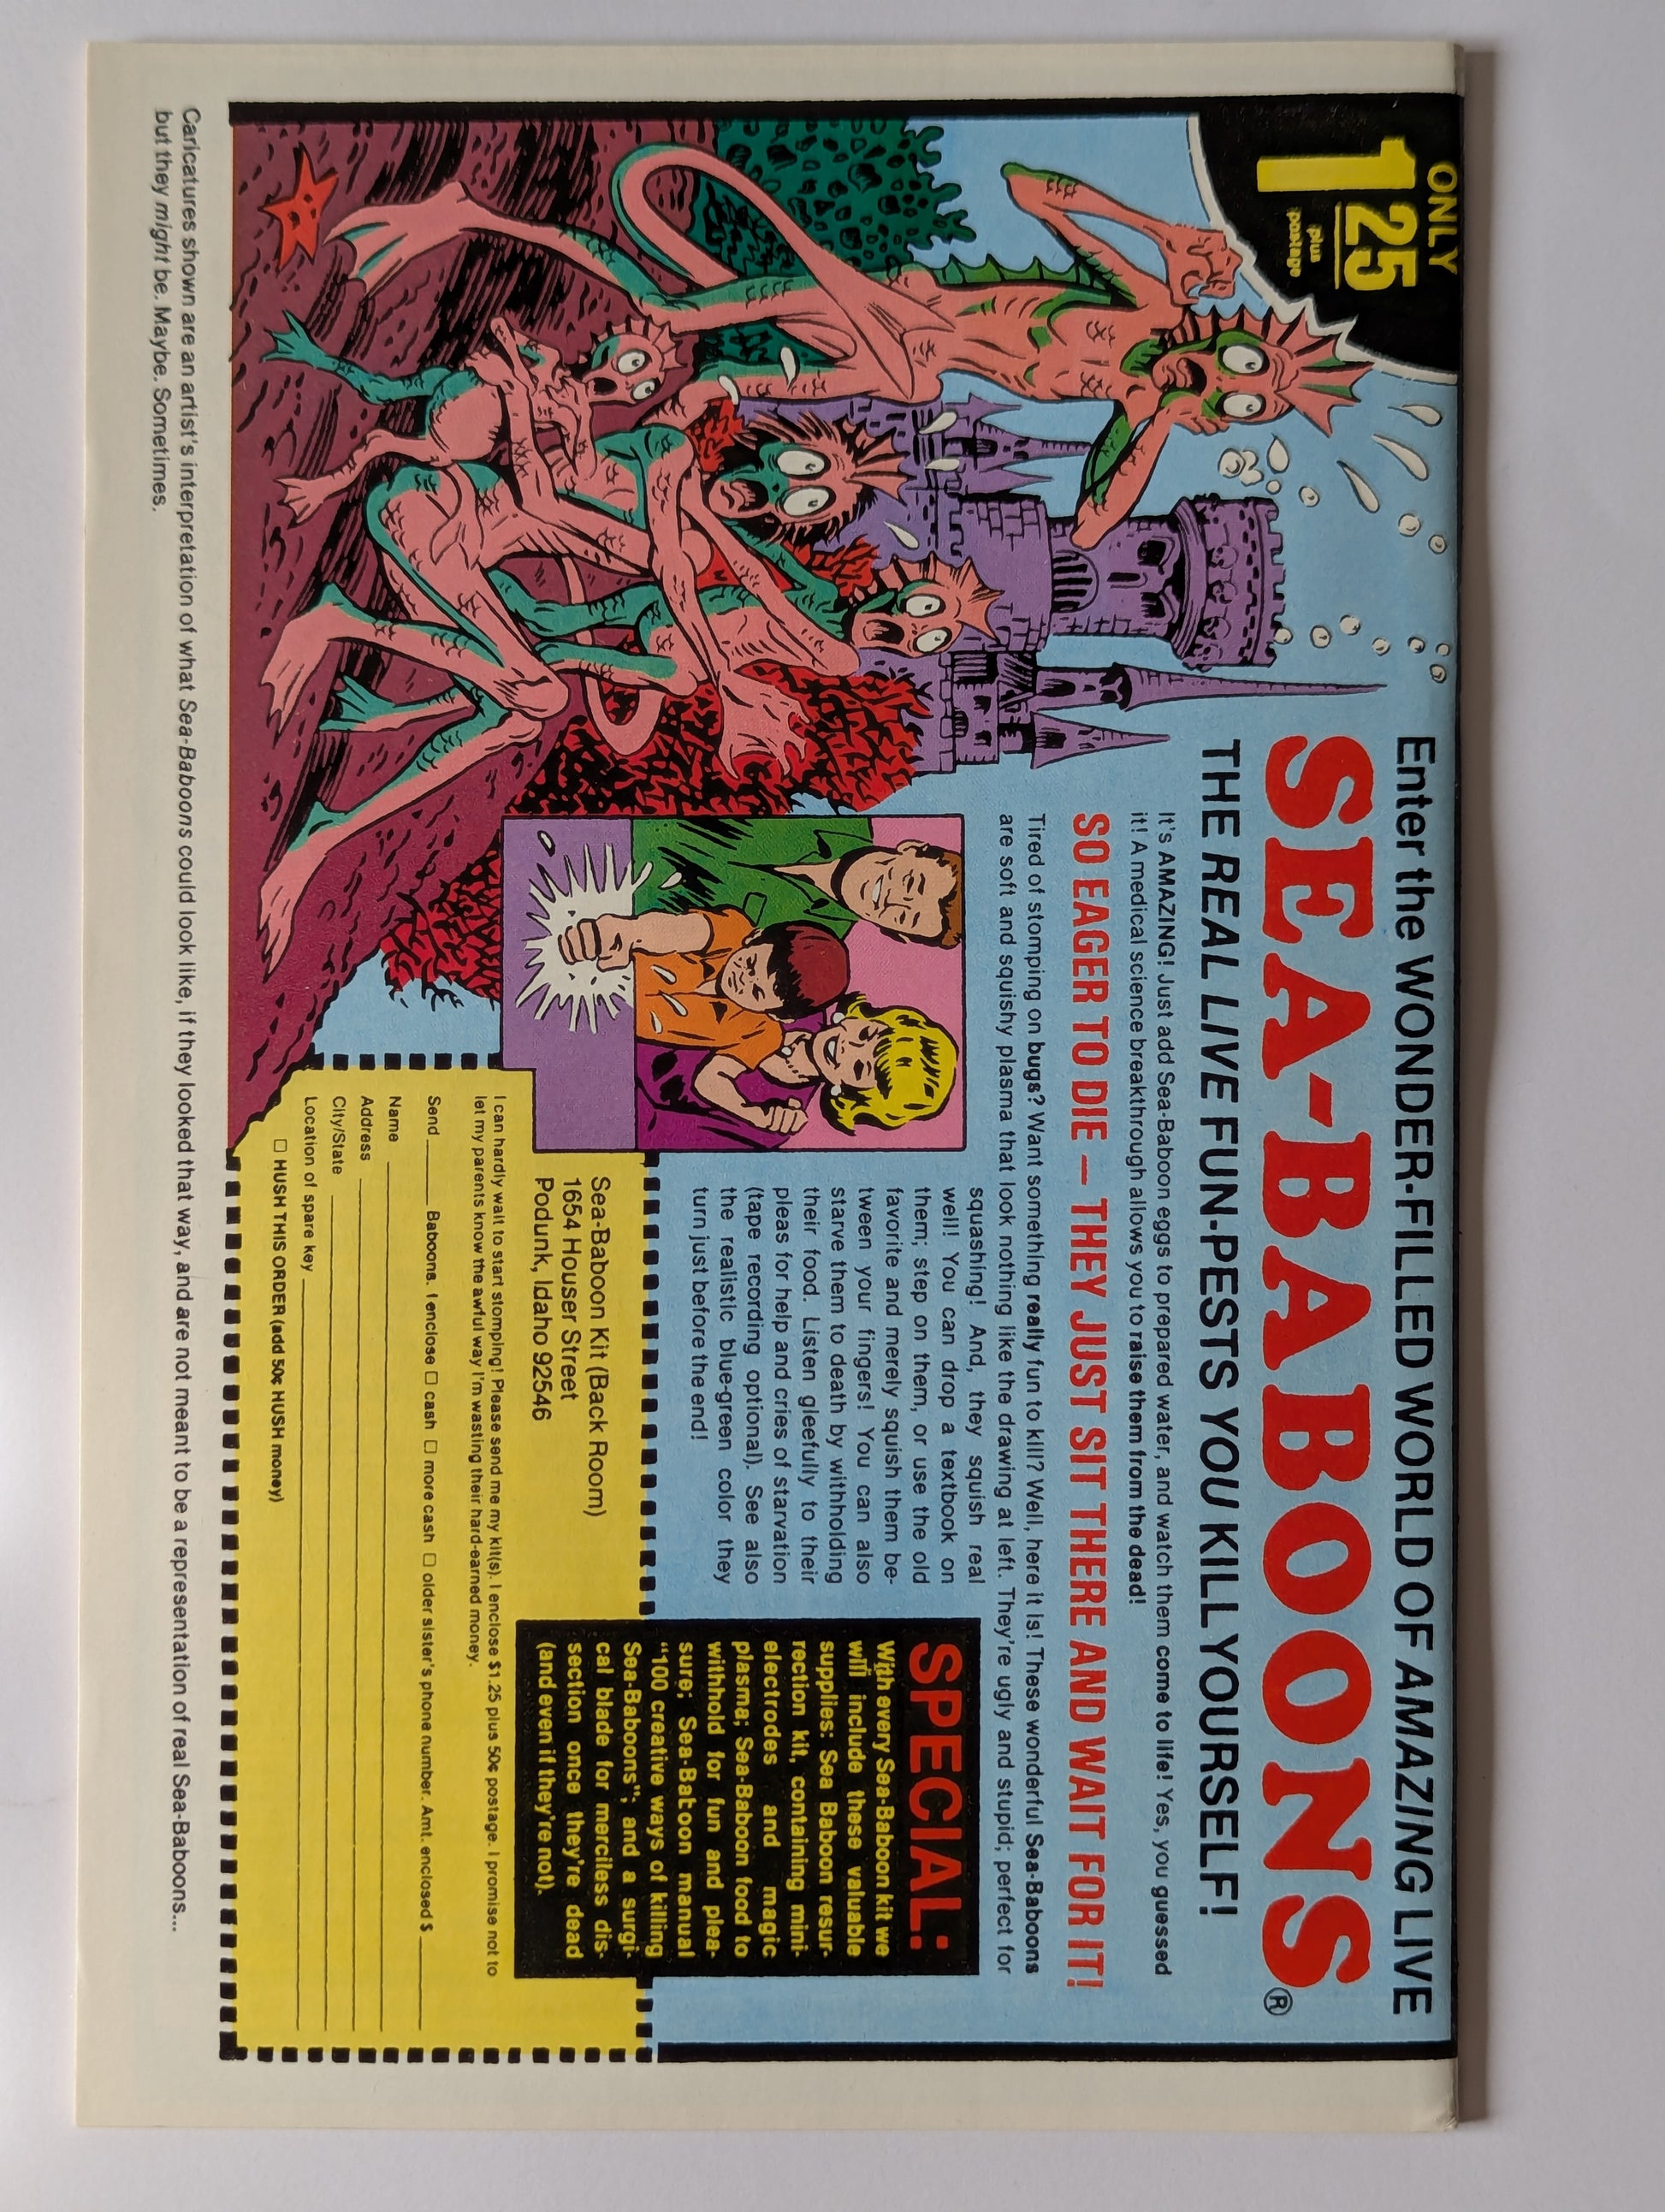 ONLY
1 25
plus
postage
Enter the WONDER-FILLED WORLD OF AMAZING LIVE
SEA-BABOONS®
THE REAL LIVE FUN-PESTS YOU KILL YOURSELF!
It's AMAZING! Just add Sea-Baboon eggs to prepared water, and watch them come to life! Yes, you guessed
it! A medical science breakthrough allows you to raise them from the dead!
SO EAGER TO DIE — THEY JUST SIT THERE AND WAIT FOR IT!
Tired of stomping on bugs? Want something really fun to kill? Well, here it is! These wonderful Sea-Baboons
are soft and squishy plasma that look nothing like the drawing at left. They're ugly and stupid; perfect for
squashing! And, they squish real
well! You can drop a textbook on
them; step on them, or use the old
favorite and merely squish them be-
tween your fingers! You can also
starve them to death by withholding
their food. Listen gleefully to their
pleas for help and cries of starvation
(tape recording optional). See also
the realistic blue-green color they
turn just before the end!
SPECIAL:
With every Sea-Baboon kit we
will include these valuable
supplies: Sea Baboon resur-
rection kit, containing mini-
electrodes and magic
plasma; Sea-Baboon food to
withhold for fun and plea-
sure; Sea-Baboon manual
"100 creative ways of killing
Sea-Baboons"; and a surgi-
cal blade for merciless dis-
section once they're dead
(and even if they're not).
Sea-Baboon Kit (Back Room)
1654 Houser Street
Podunk, Idaho 92546
I can hardly wait to start stomping! Please send me my kit(s). I enclose $1.25 plus 50¢ postage. I promise not to
let my parents know the awful way I'm wasting their hard-earned money.
Send ____ Baboons. I enclose □ cash □ more cash □ older sister's phone number. Amt. enclosed $ ____
Name
Address
City/State
Location of spare key
□ HUSH THIS ORDER (add 50¢ HUSH money)
Caricatures shown are an artist's interpretation of what Sea-Baboons could look like, if they looked that way, and are not meant to be a representation of real Sea-Baboons...
but they might be. Maybe. Sometimes.